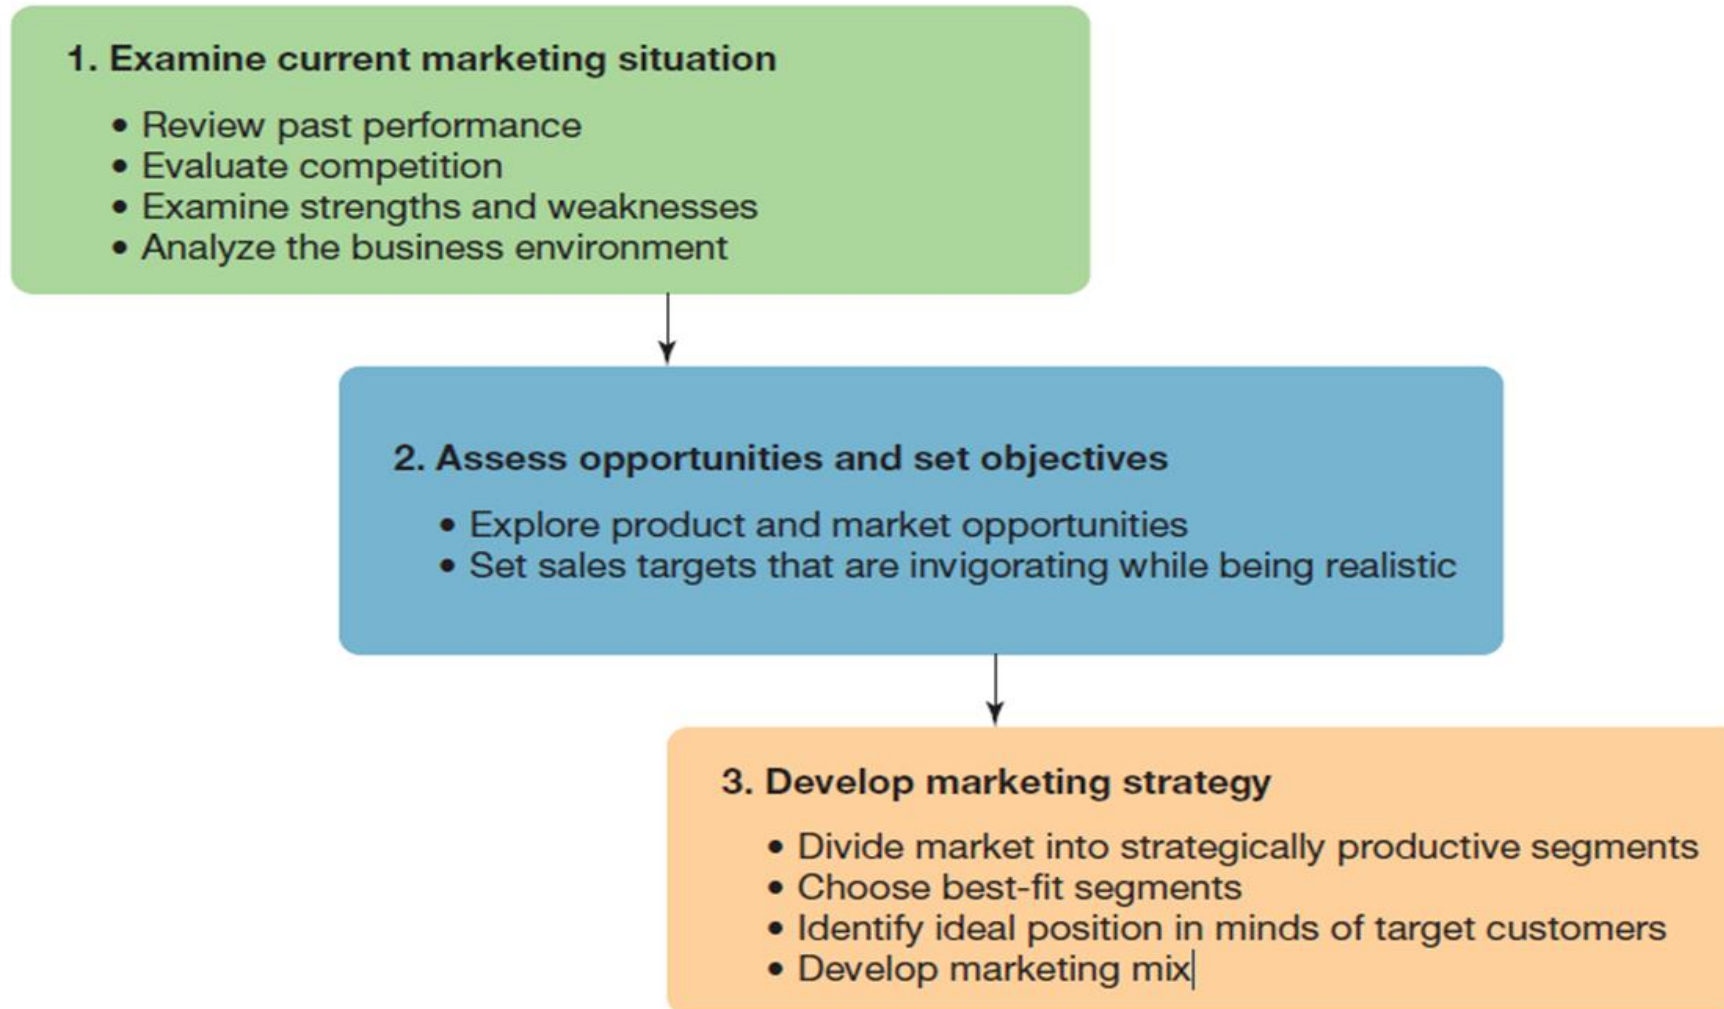 1. Examine current marketing situation
• Review past performance
• Evaluate competition
• Examine strengths and weaknesses
• Analyze the business environment
2. Assess opportunities and set objectives
• Explore product and market opportunities
• Set sales targets that are invigorating while being realistic
3. Develop marketing strategy
• Divide market into strategically productive segments
• Choose best-fit segments
• Identify ideal position in minds of target customers
• Develop marketing mix